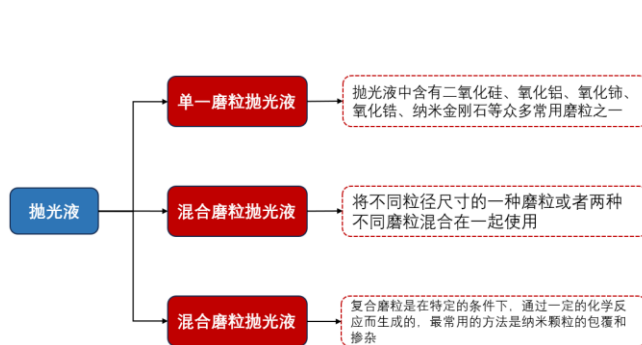 单一磨粒抛光液
抛光液中含有二氧化硅、氧化铝、氧化铈、
氧化锆、纳米金刚石等众多常用磨粒之一
抛光液
混合磨粒抛光液
将不同粒径尺寸的一种磨粒或者两种
不同磨粒混合在一起使用
混合磨粒抛光液
复合磨粒是在特定的条件下，通过一定的化学反
应而生成的，最常用的方法是纳米颗粒的包覆和
掺杂